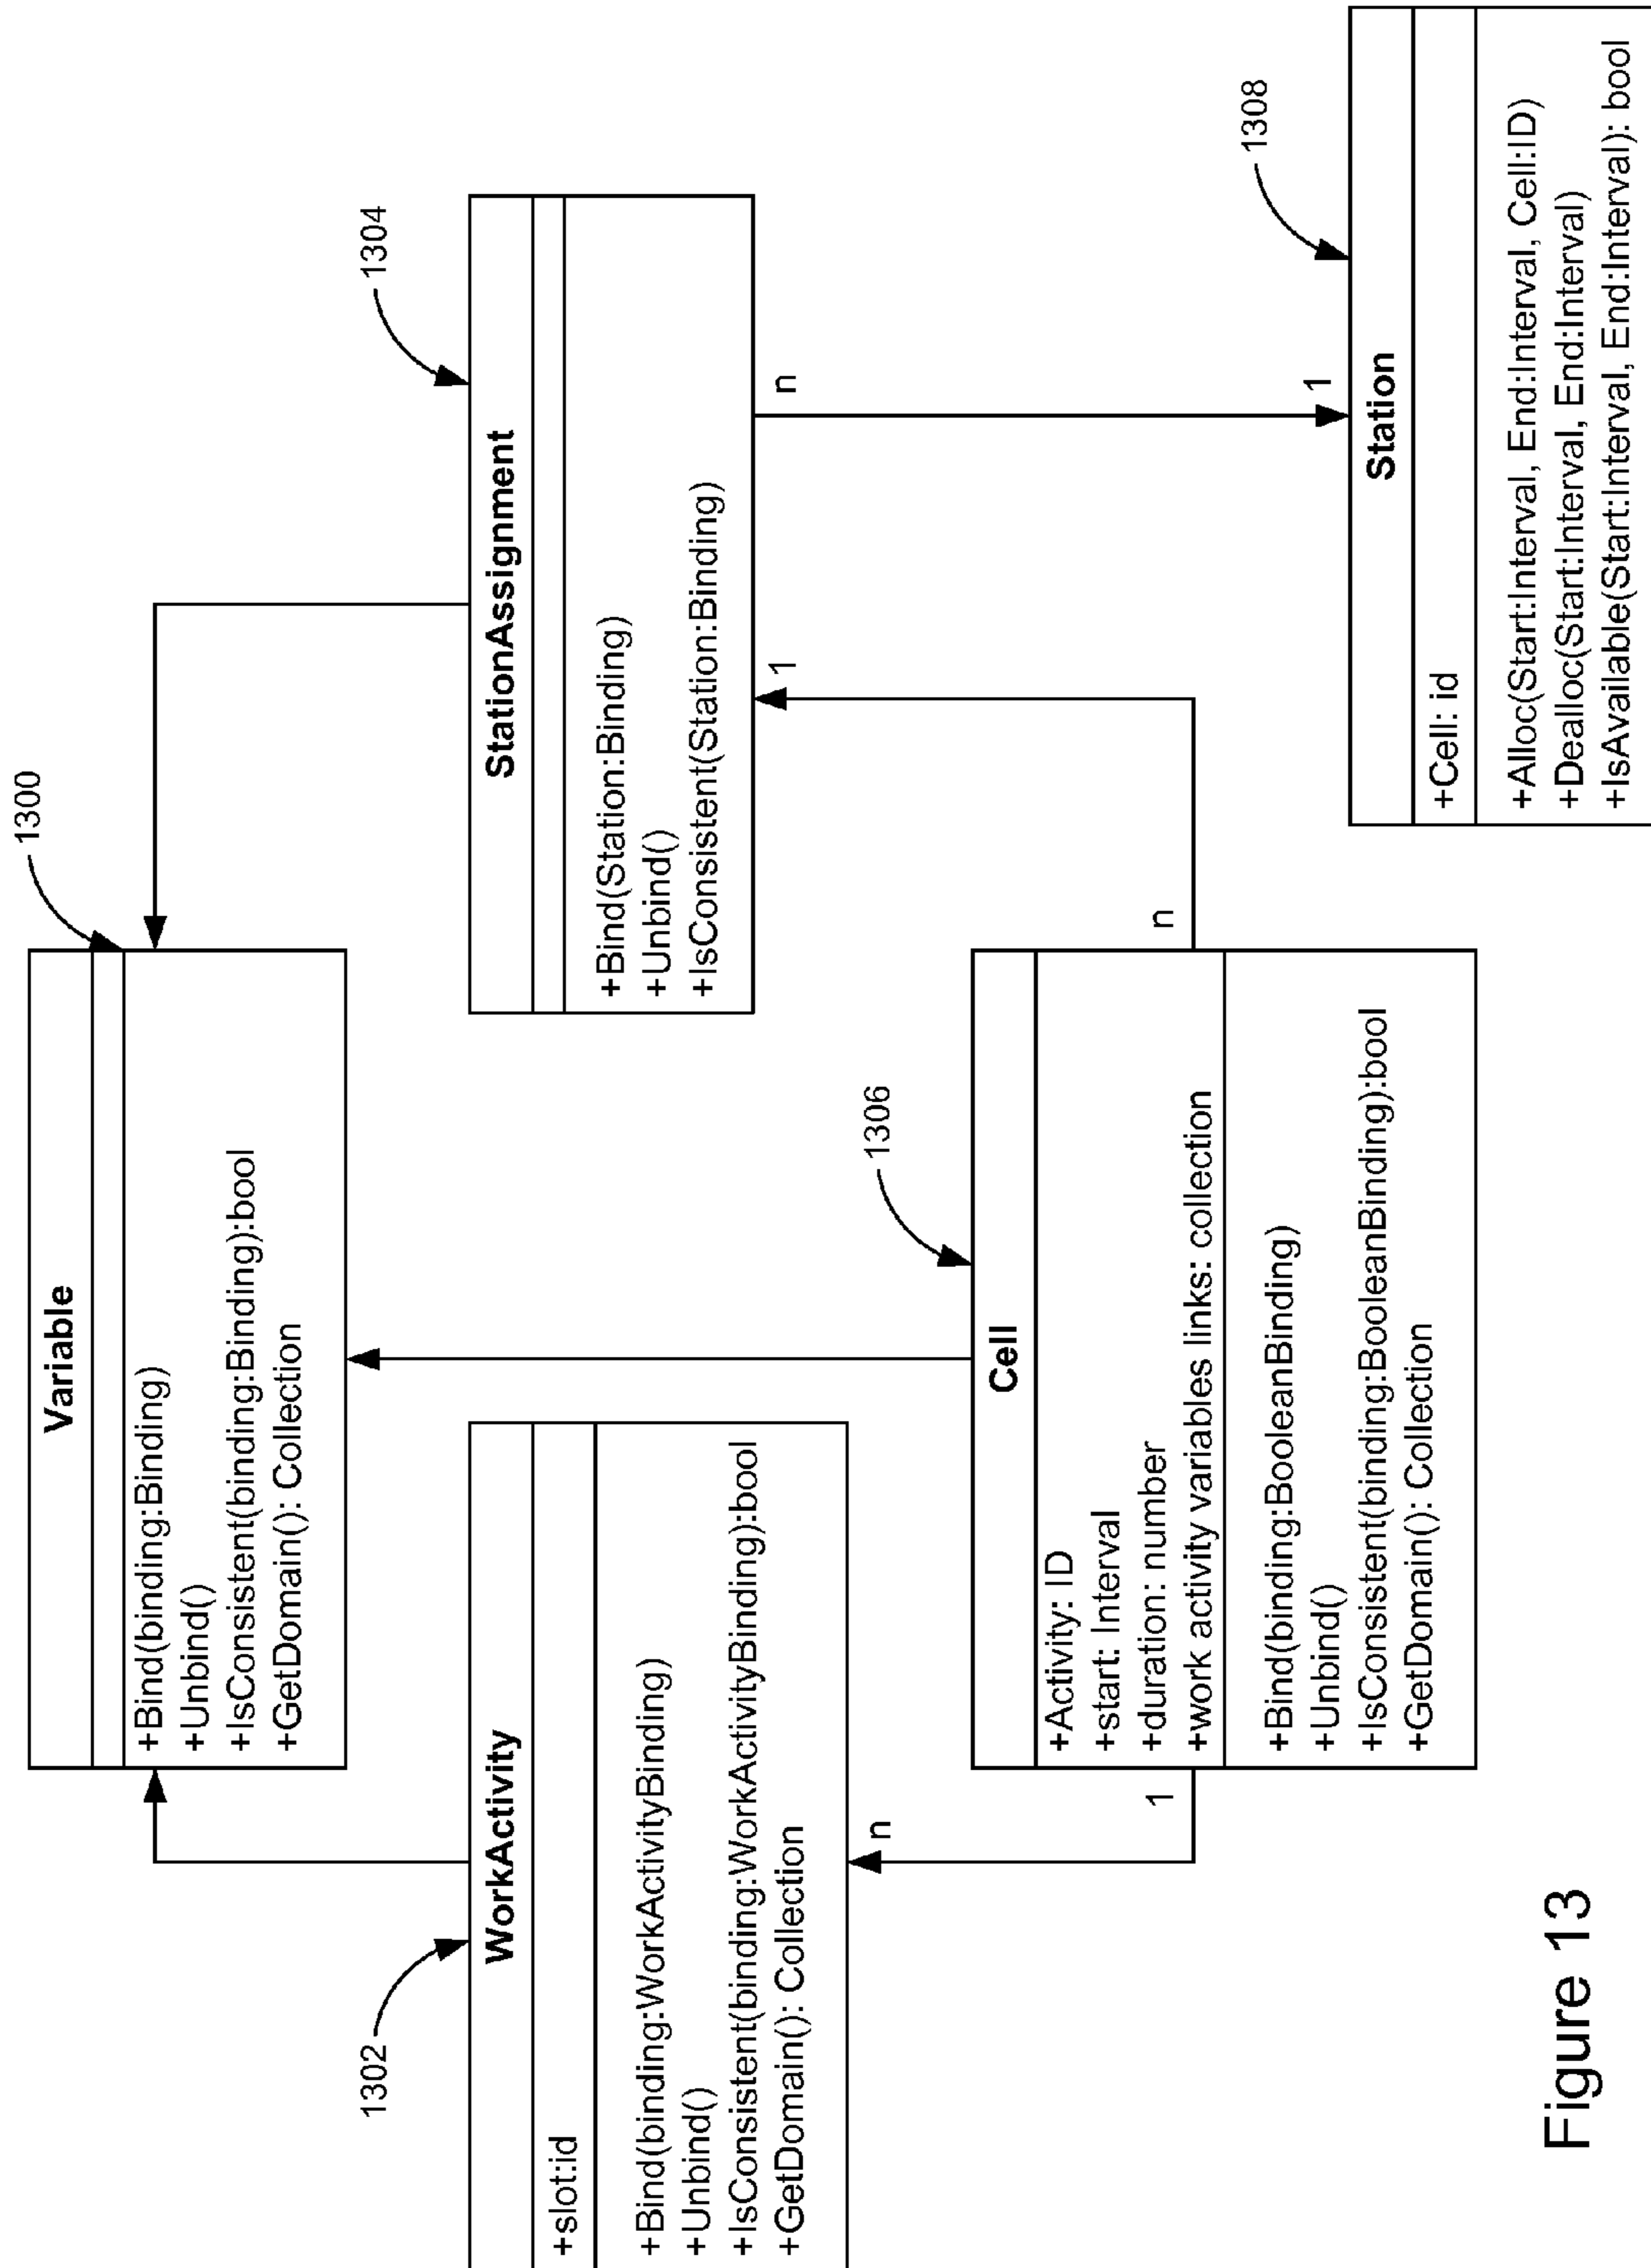 1300
Variable
+Bind(binding:Binding)
+Unbind()
+IsConsistent(binding:Binding):bool
+GetDomain(): Collection
1302
WorkActivity
+slot:id
+Bind(binding:WorkActivityBinding)
+Unbind()
+IsConsistent(binding:WorkActivityBinding):bool
+GetDomain(): Collection
n
1304
StationAssignment
+Bind(Station:Binding)
+Unbind()
+IsConsistent(Station:Binding)
1
n
1306
Cell
+Activity: ID
+start: Interval
+duration: number
+work activity variables links: collection
+Bind(binding:BooleanBinding)
+Unbind()
+IsConsistent(binding:BooleanBinding):bool
+GetDomain(): Collection
1
n
1308
1
Station
+Cell: id
+Alloc(Start:Interval, End:Interval, Cell:ID)
+Dealloc(Start:Interval, End:Interval)
+IsAvailable(Start:Interval, End:Interval): bool
Figure 13